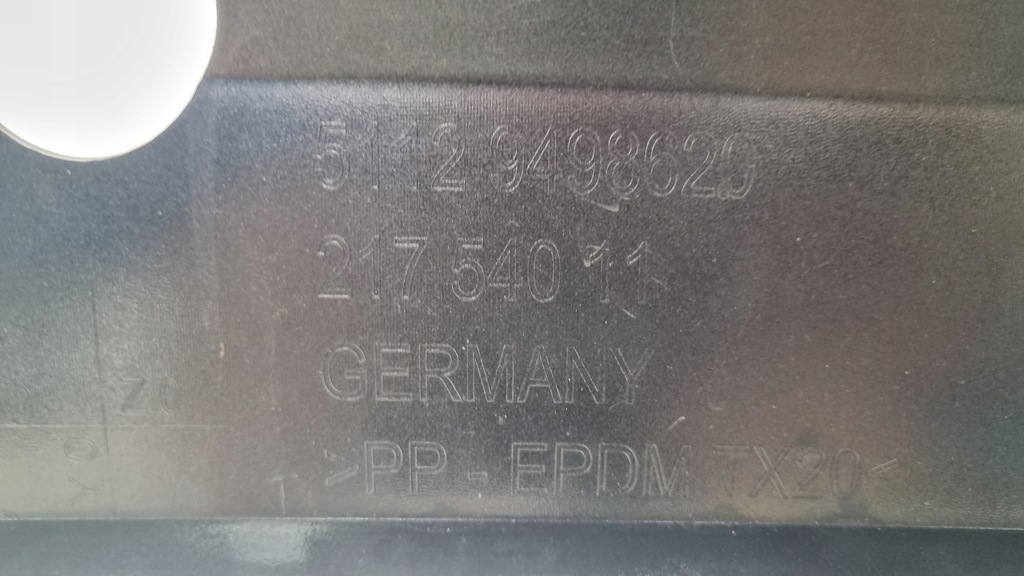 5112 9498620
217 540 11
GERMANY
>PP - EPDM TX20<